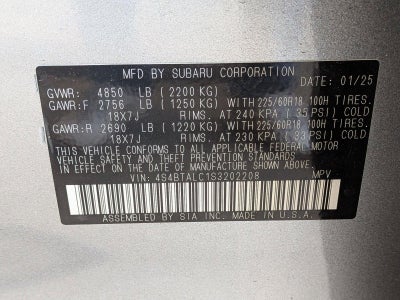 MFD BY SUBARU CORPORATION
DATE: 01/25
GVWR: 4850 LB (2200 KG)
GAWR:F 2756 LB (1250 KG) WITH 225/60R18 100H TIRES.
18X7J RIMS. AT 240 KPA (35 PSI) COLD
GAWR:R 2690 LB (1220 KG) WITH 225/60R18 100H TIRES.
18X7J RIMS. AT 230 KPA (33 PSI) COLD
THIS VEHICLE CONFORMS TO ALL APPLICABLE FEDERAL MOTOR
VEHICLE SAFETY AND THEFT PREVENTION STANDARDS
IN EFFECT ON THE DATE OF MANUFACTURE SHOWN ABOVE.
VIN: 4S4BTALC1S3202208 MPV
ASSEMBLED BY SIA INC. MADE IN U.S.A.